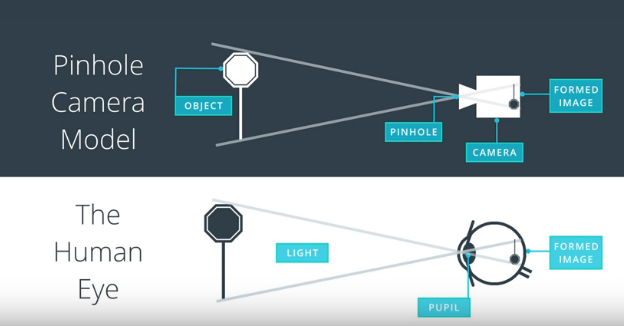 Pinhole
Camera
Model
OBJECT
PINHOLE
CAMERA
FORMED
IMAGE
The
Human
Eye
LIGHT
PUPIL
FORMED
IMAGE